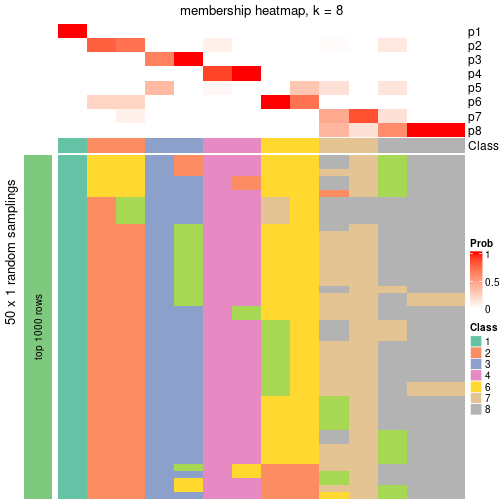 membership heatmap, k = 8
p1
p2
p3
p4
p5
p6
p7
p8
Class
50 x 1 random samplings
top 1000 rows
Prob
1
0.5
0
Class
1
2
3
4
5
6
7
8